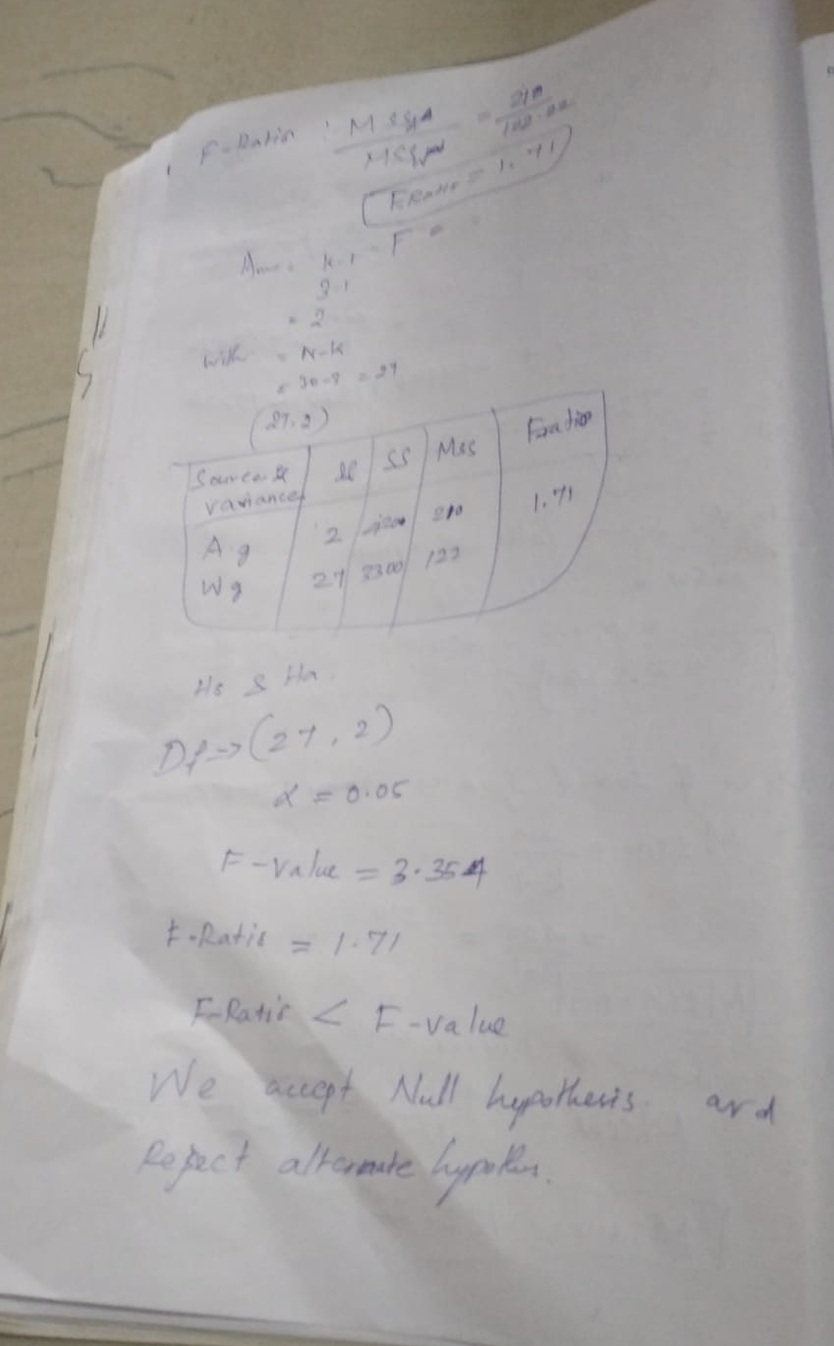 F-Ratio : MSSA / MSSW = 210 / 122.22
F.Ratio = 1.71
K-1 - F =
3-1
= 2
With = N-K
= 30-3 = 27
(27,2)
Source of variance df SS MSS F.ratio
A g 2 210 1.71
W g 27 3300 122
Ho & Ha.
Df→(27, 2)
α = 0.05
F-value = 3.354
F-Ratio = 1.71
F-Ratio < F-value
We accept Null hypothesis and
Reject alternate hypothes.